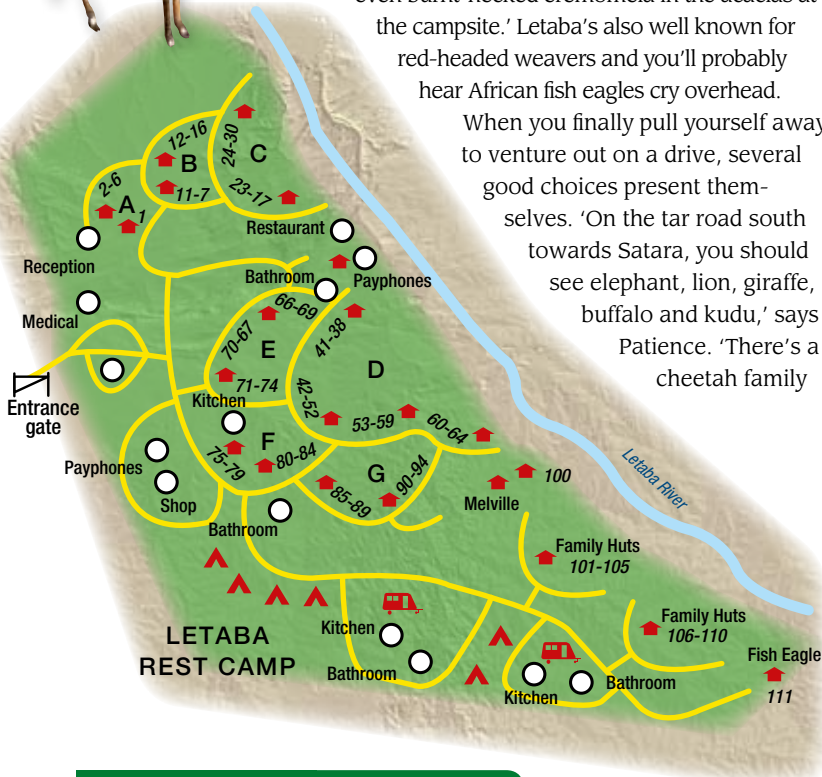 even burnt-necked eremomela in the acacias at
the campsite.’ Letaba’s also well known for
red-headed weavers and you’ll probably
hear African fish eagles cry overhead.
When you finally pull yourself away
to venture out on a drive, several
good choices present them-
selves. ‘On the tar road south
towards Satara, you should
see elephant, lion, giraffe,
buffalo and kudu,’ says
Patience. ‘There’s a
cheetah family
12-16
B
11-7
24-30
C
23-17
2-6
A
1
Reception
Medical
Restaurant
Payphones
Bathroom
66-69
70-67
E
71-74
41-38
D
42-52
53-59
60-64
Entrance
gate
Kitchen
F
75-79
80-84
G
85-89
90-94
Payphones
Shop
Bathroom
Melville
100
Letaba River
Family Huts
101-105
Family Huts
106-110
Fish Eagle
111
LETABA
REST CAMP
Kitchen
Bathroom
Kitchen
Bathroom